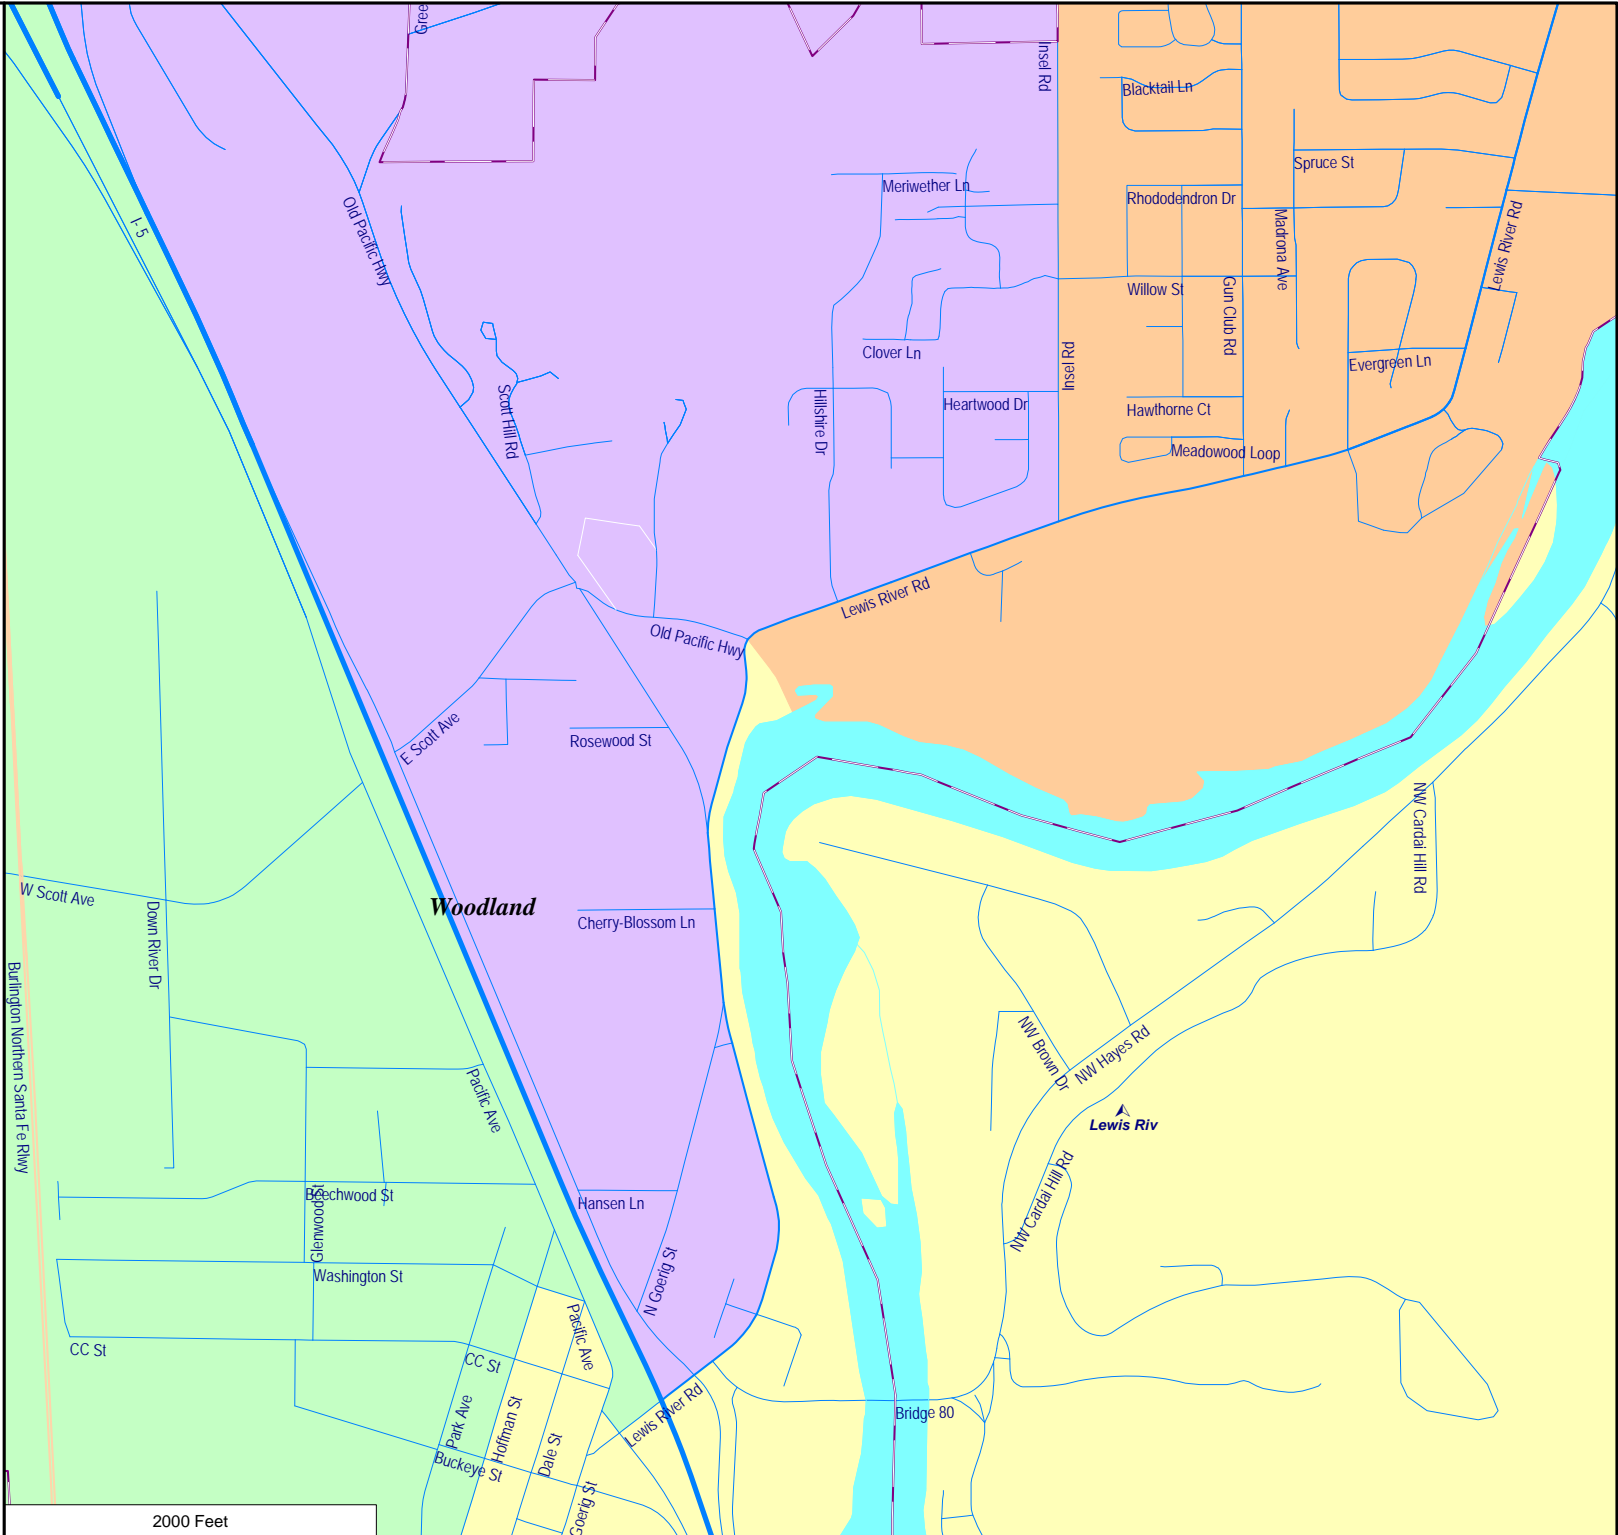 Gree
Insel Rd
Blacktail Ln
Spruce St
Meriwether Ln
Rhododendron Dr
I- 5
Old Pacific Hwy
Madrona Ave
Lewis River Rd
Willow St
Gun Club Rd
Clover Ln
Insel Rd
Evergreen Ln
Scott Hill Rd
Hillshire Dr
Heartwood Dr
Hawthorne Ct
Meadowood Loop
Lewis River Rd
Old Pacific Hwy
E Scott Ave
Rosewood St
NW Cardai Hill Rd
W Scott Ave
Down River Dr
Woodland
Cherry-Blossom Ln
Burlington Northern Santa Fe Rlwy
NW Brown Dr
NW Hayes Rd
Pacific Ave
Lewis Riv
Beechwood St
Glenwood St
Hansen Ln
NW Cardai Hill Rd
Washington St
N Goerig St
Pacific Ave
CC St
CC St
Park Ave
Hoffman St
Lewis River Rd
Bridge 80
Dale St
Buckeye St
Goerig St
2000 Feet